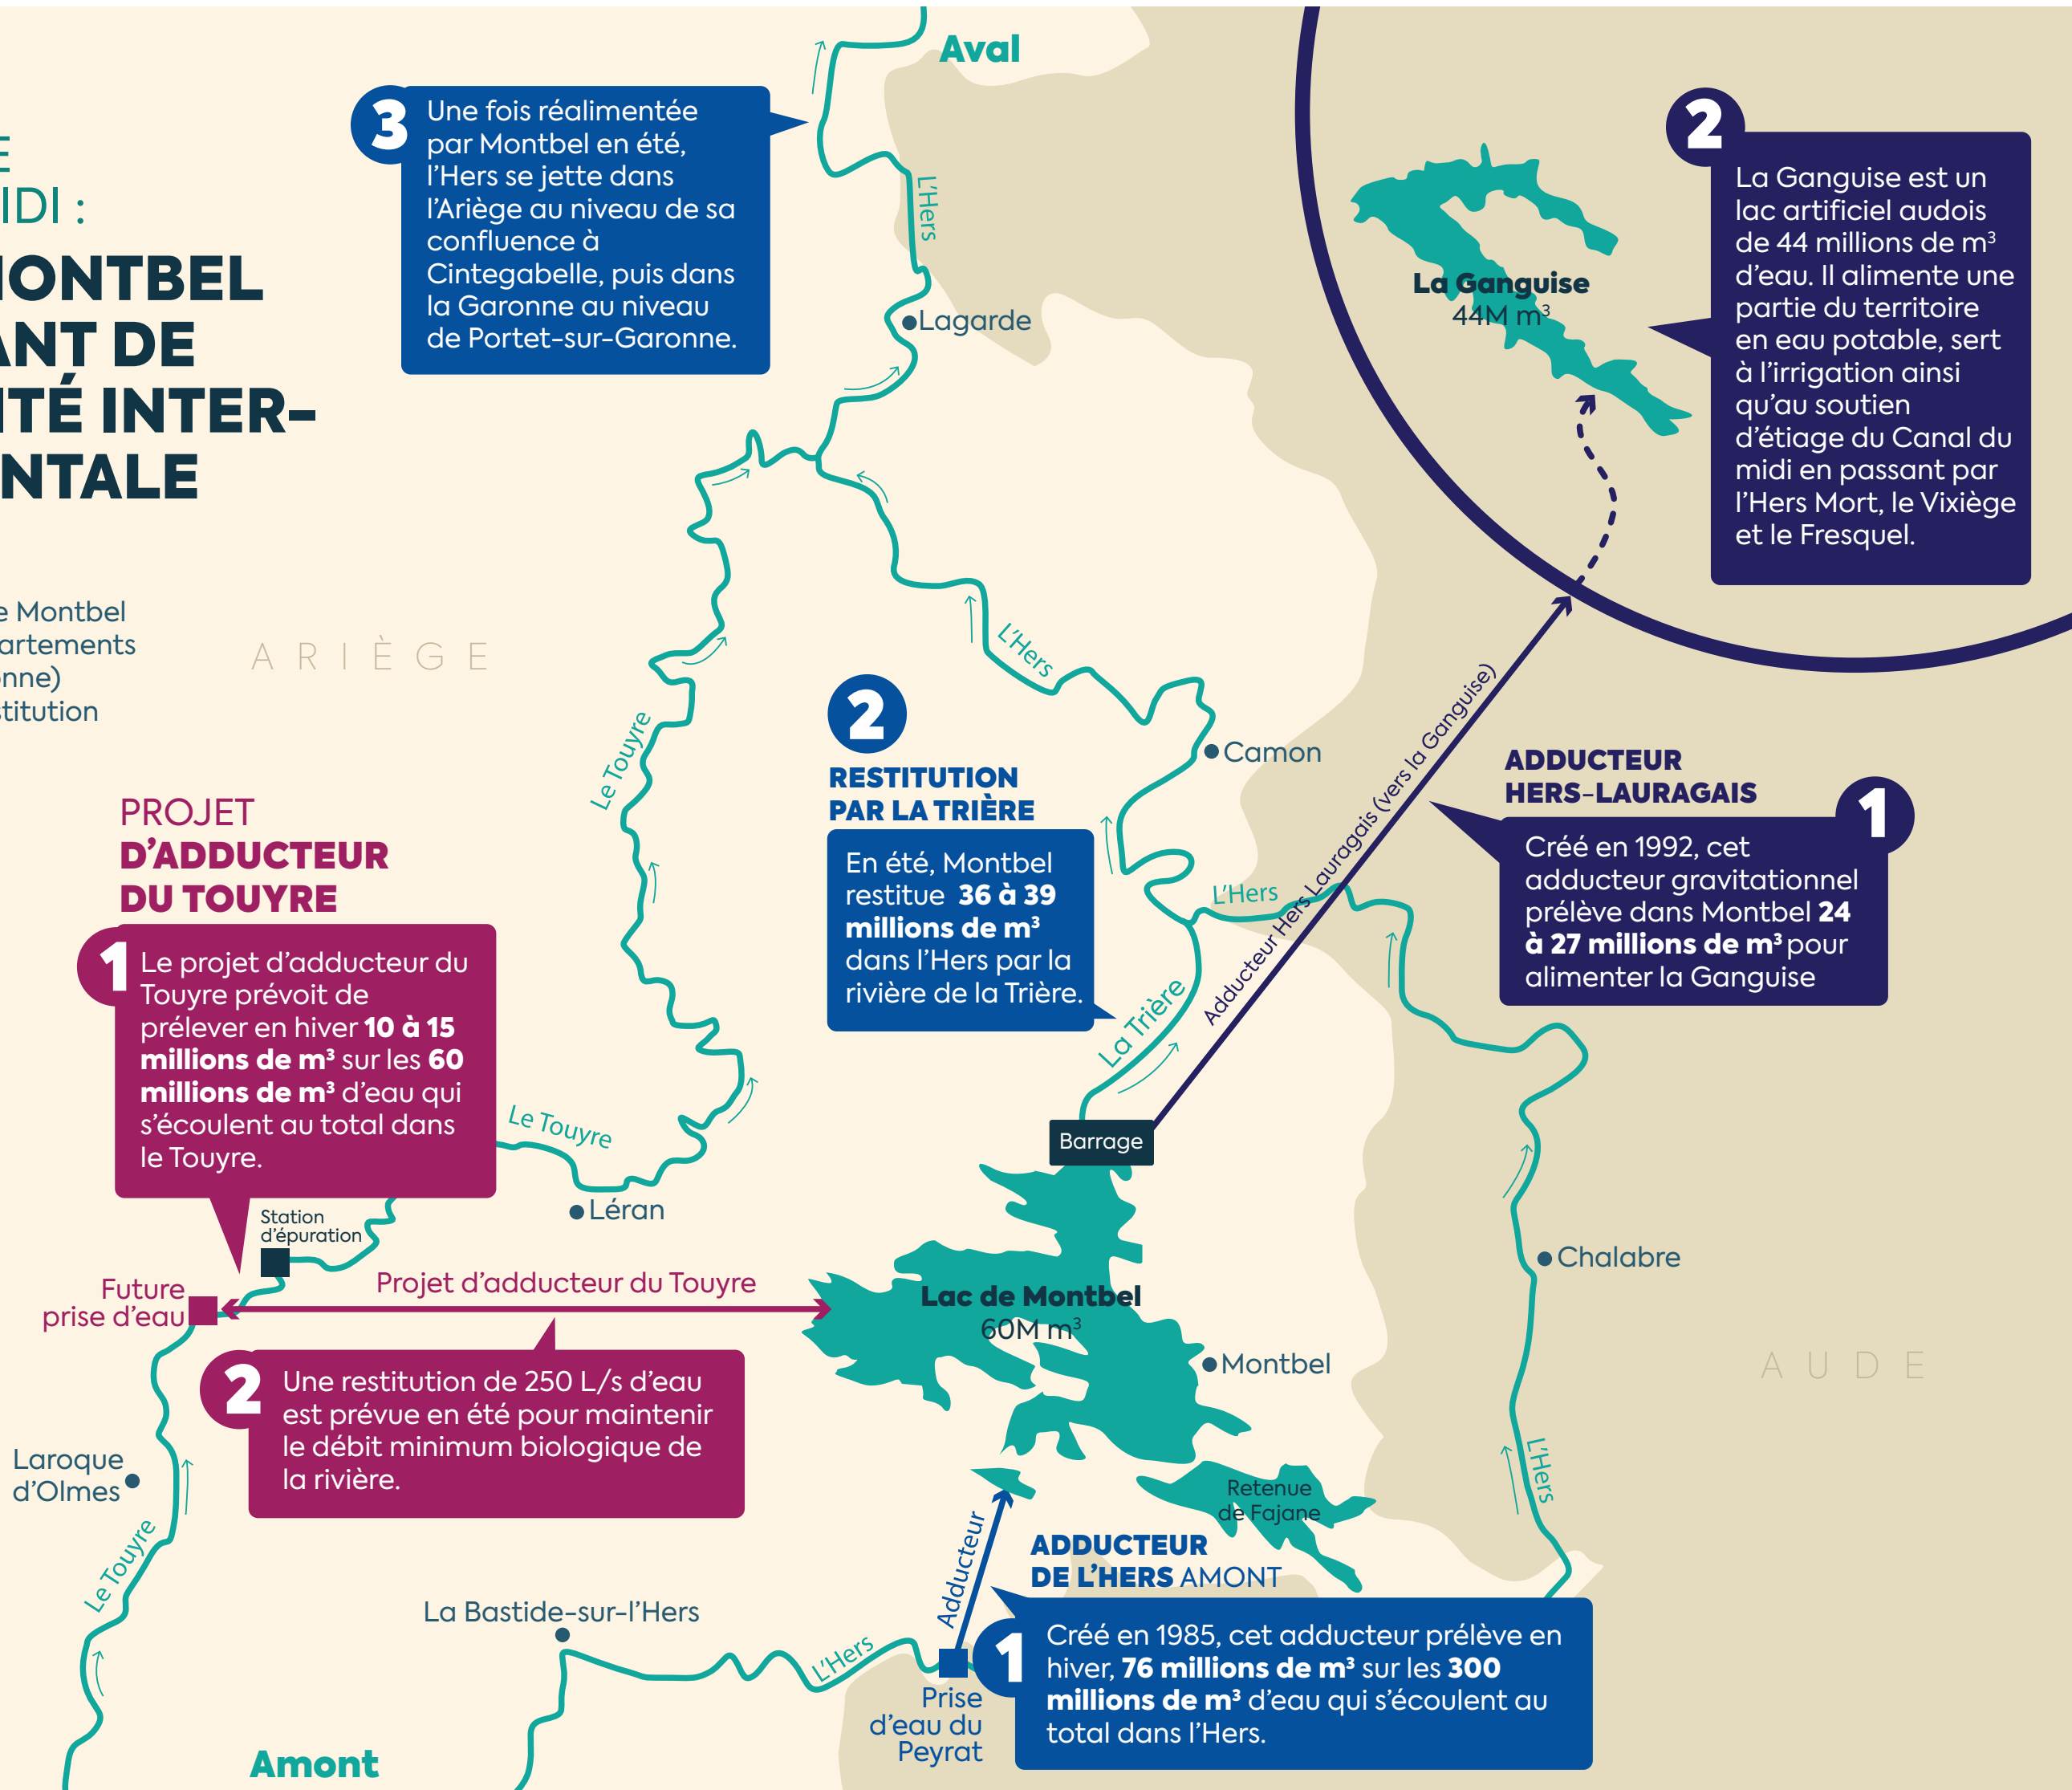 E
IDI :
MONTBEL
ANT DE
ITÉ INTER-
NTALE
e Montbel
artements
onne)
stitution
ARIÈGE
Aval
3
Une fois réalimentée
par Montbel en été,
l'Hers se jette dans
l'Ariège au niveau de sa
confluence à
Cintegabelle, puis dans
la Garonne au niveau
de Portet-sur-Garonne.
L'Hers
Lagarde
La Ganguise
44M m³
2
La Ganguise est un
lac artificiel audois
de 44 millions de m³
d'eau. Il alimente une
partie du territoire
en eau potable, sert
à l'irrigation ainsi
qu'au soutien
d'étiage du Canal du
midi en passant par
l'Hers Mort, le Vixiège
et le Fresquel.
L'Hers
Le Touyre
2
RESTITUTION
PAR LA TRIÈRE
En été, Montbel
restitue 36 à 39
millions de m³
dans l'Hers par la
rivière de la Trière.
Camon
L'Hers
La Trière
Adducteur Hers-Lauragais (vers la Ganguise)
ADDUCTEUR
HERS-LAURAGAIS
1
Créé en 1992, cet
adducteur gravitationnel
prélève dans Montbel 24
à 27 millions de m³ pour
alimenter la Ganguise
PROJET
D'ADDUCTEUR
DU TOUYRE
1
Le projet d'adducteur du
Touyre prévoit de
prélever en hiver 10 à 15
millions de m³ sur les 60
millions de m³ d'eau qui
s'écoulent au total dans
le Touyre.
Le Touyre
Léran
Barrage
Station
d'épuration
Future
prise d'eau
Projet d'adducteur du Touyre
Lac de Montbel
60M m³
Chalabre
Montbel
AUDE
2
Une restitution de 250 L/s d'eau
est prévue en été pour maintenir
le débit minimum biologique de
la rivière.
Laroque
d'Olmes
Le Touyre
L'Hers
Retenue
de Fajane
Adducteur
ADDUCTEUR
DE L'HERS AMONT
1
Créé en 1985, cet adducteur prélève en
hiver, 76 millions de m³ sur les 300
millions de m³ d'eau qui s'écoulent au
total dans l'Hers.
La Bastide-sur-l'Hers
L'Hers
Prise
d'eau du
Peyrat
Amont